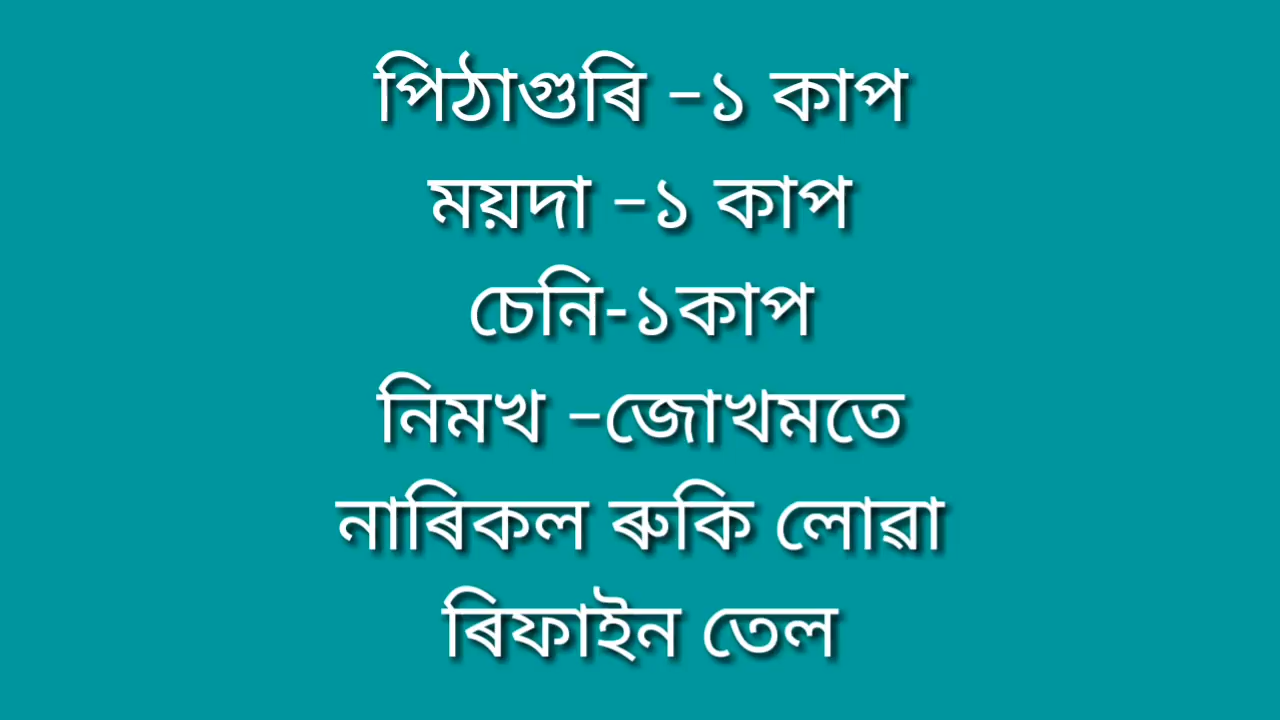 পিঠাগুৰি –১ কাপ
ময়দা –১ কাপ
চেনি-১কাপ
নিমখ –জোখমতে
নাৰিকল ৰুকি লোৱা
ৰিফাইন তেল